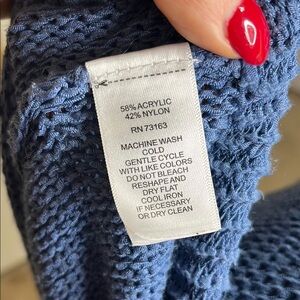 58% ACRYLIC
42% NYLON
RN 73163
MACHINE WASH
COLD
GENTLE CYCLE
WITH LIKE COLORS
DO NOT BLEACH
RESHAPE AND
DRY FLAT
COOL IRON
IF NECESSARY
OR DRY CLEAN